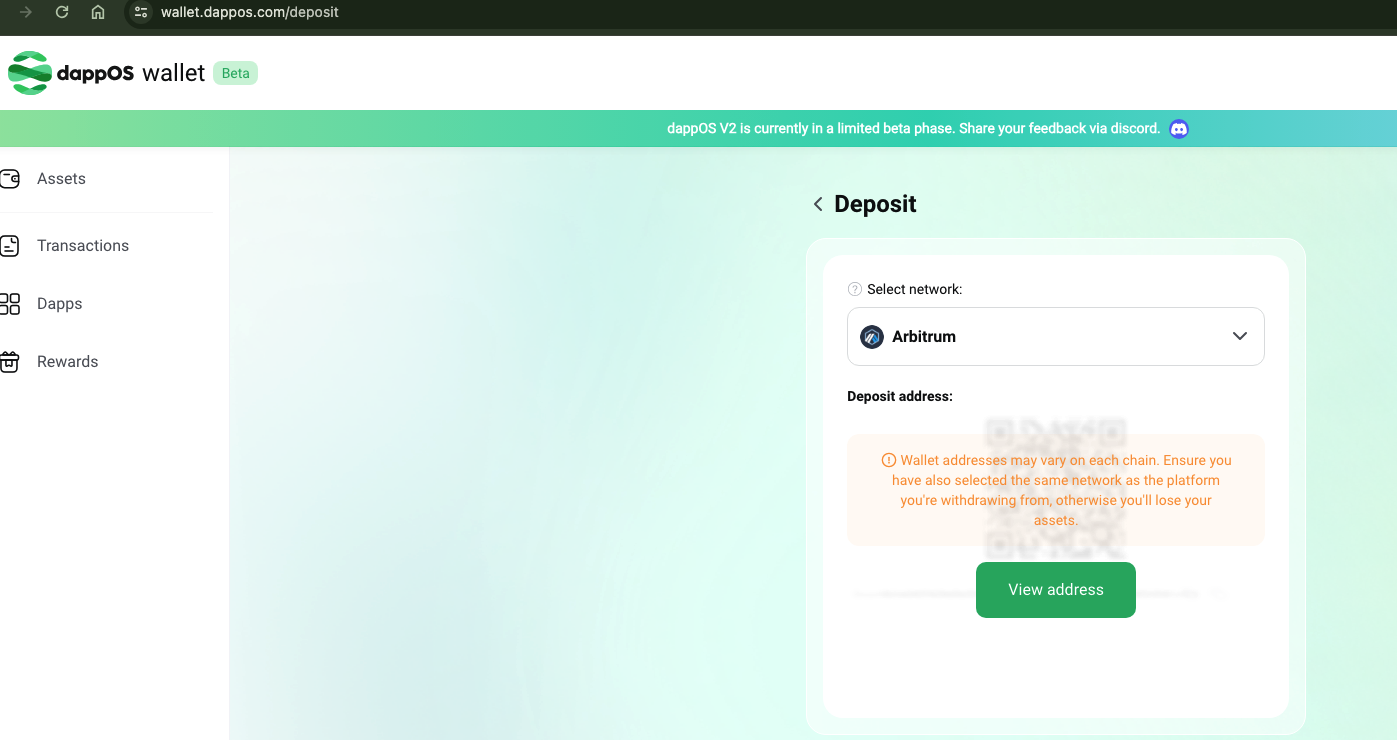 wallet.dappos.com/deposit
dappOS wallet Beta
dappOS V2 is currently in a limited beta phase. Share your feedback via discord.
Assets
Transactions
Dapps
Rewards
Deposit
? Select network:
Arbitrum
Deposit address:
Wallet addresses may vary on each chain. Ensure you
have also selected the same network as the platform
you're withdrawing from, otherwise you'll lose your
assets.
View address